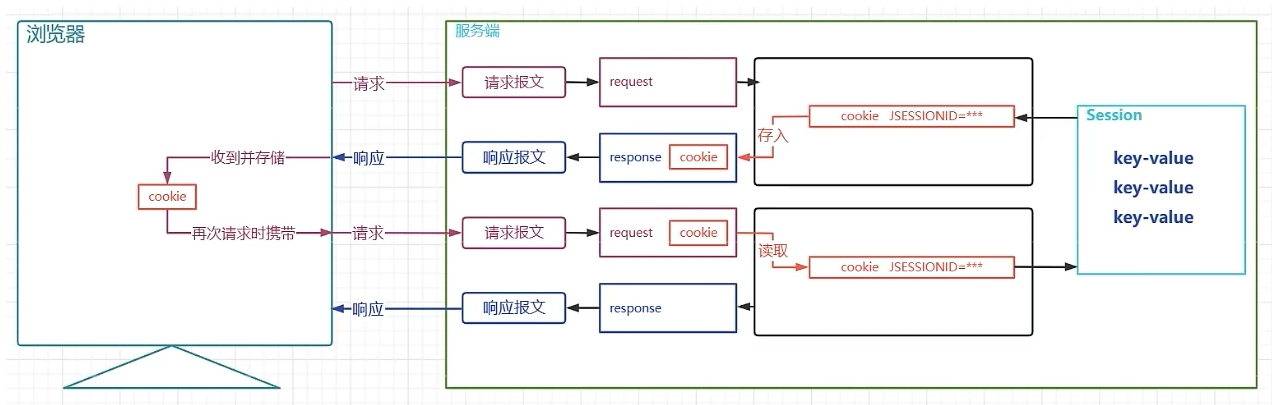 浏览器
服务端
请求
请求报文
request
cookie JSESSIONID=***
Session
存入
收到并存储
响应
响应报文
response
cookie
key-value
key-value
key-value
cookie
再次请求时携带
请求
请求报文
request
cookie
读取
cookie JSESSIONID=***
响应
响应报文
response